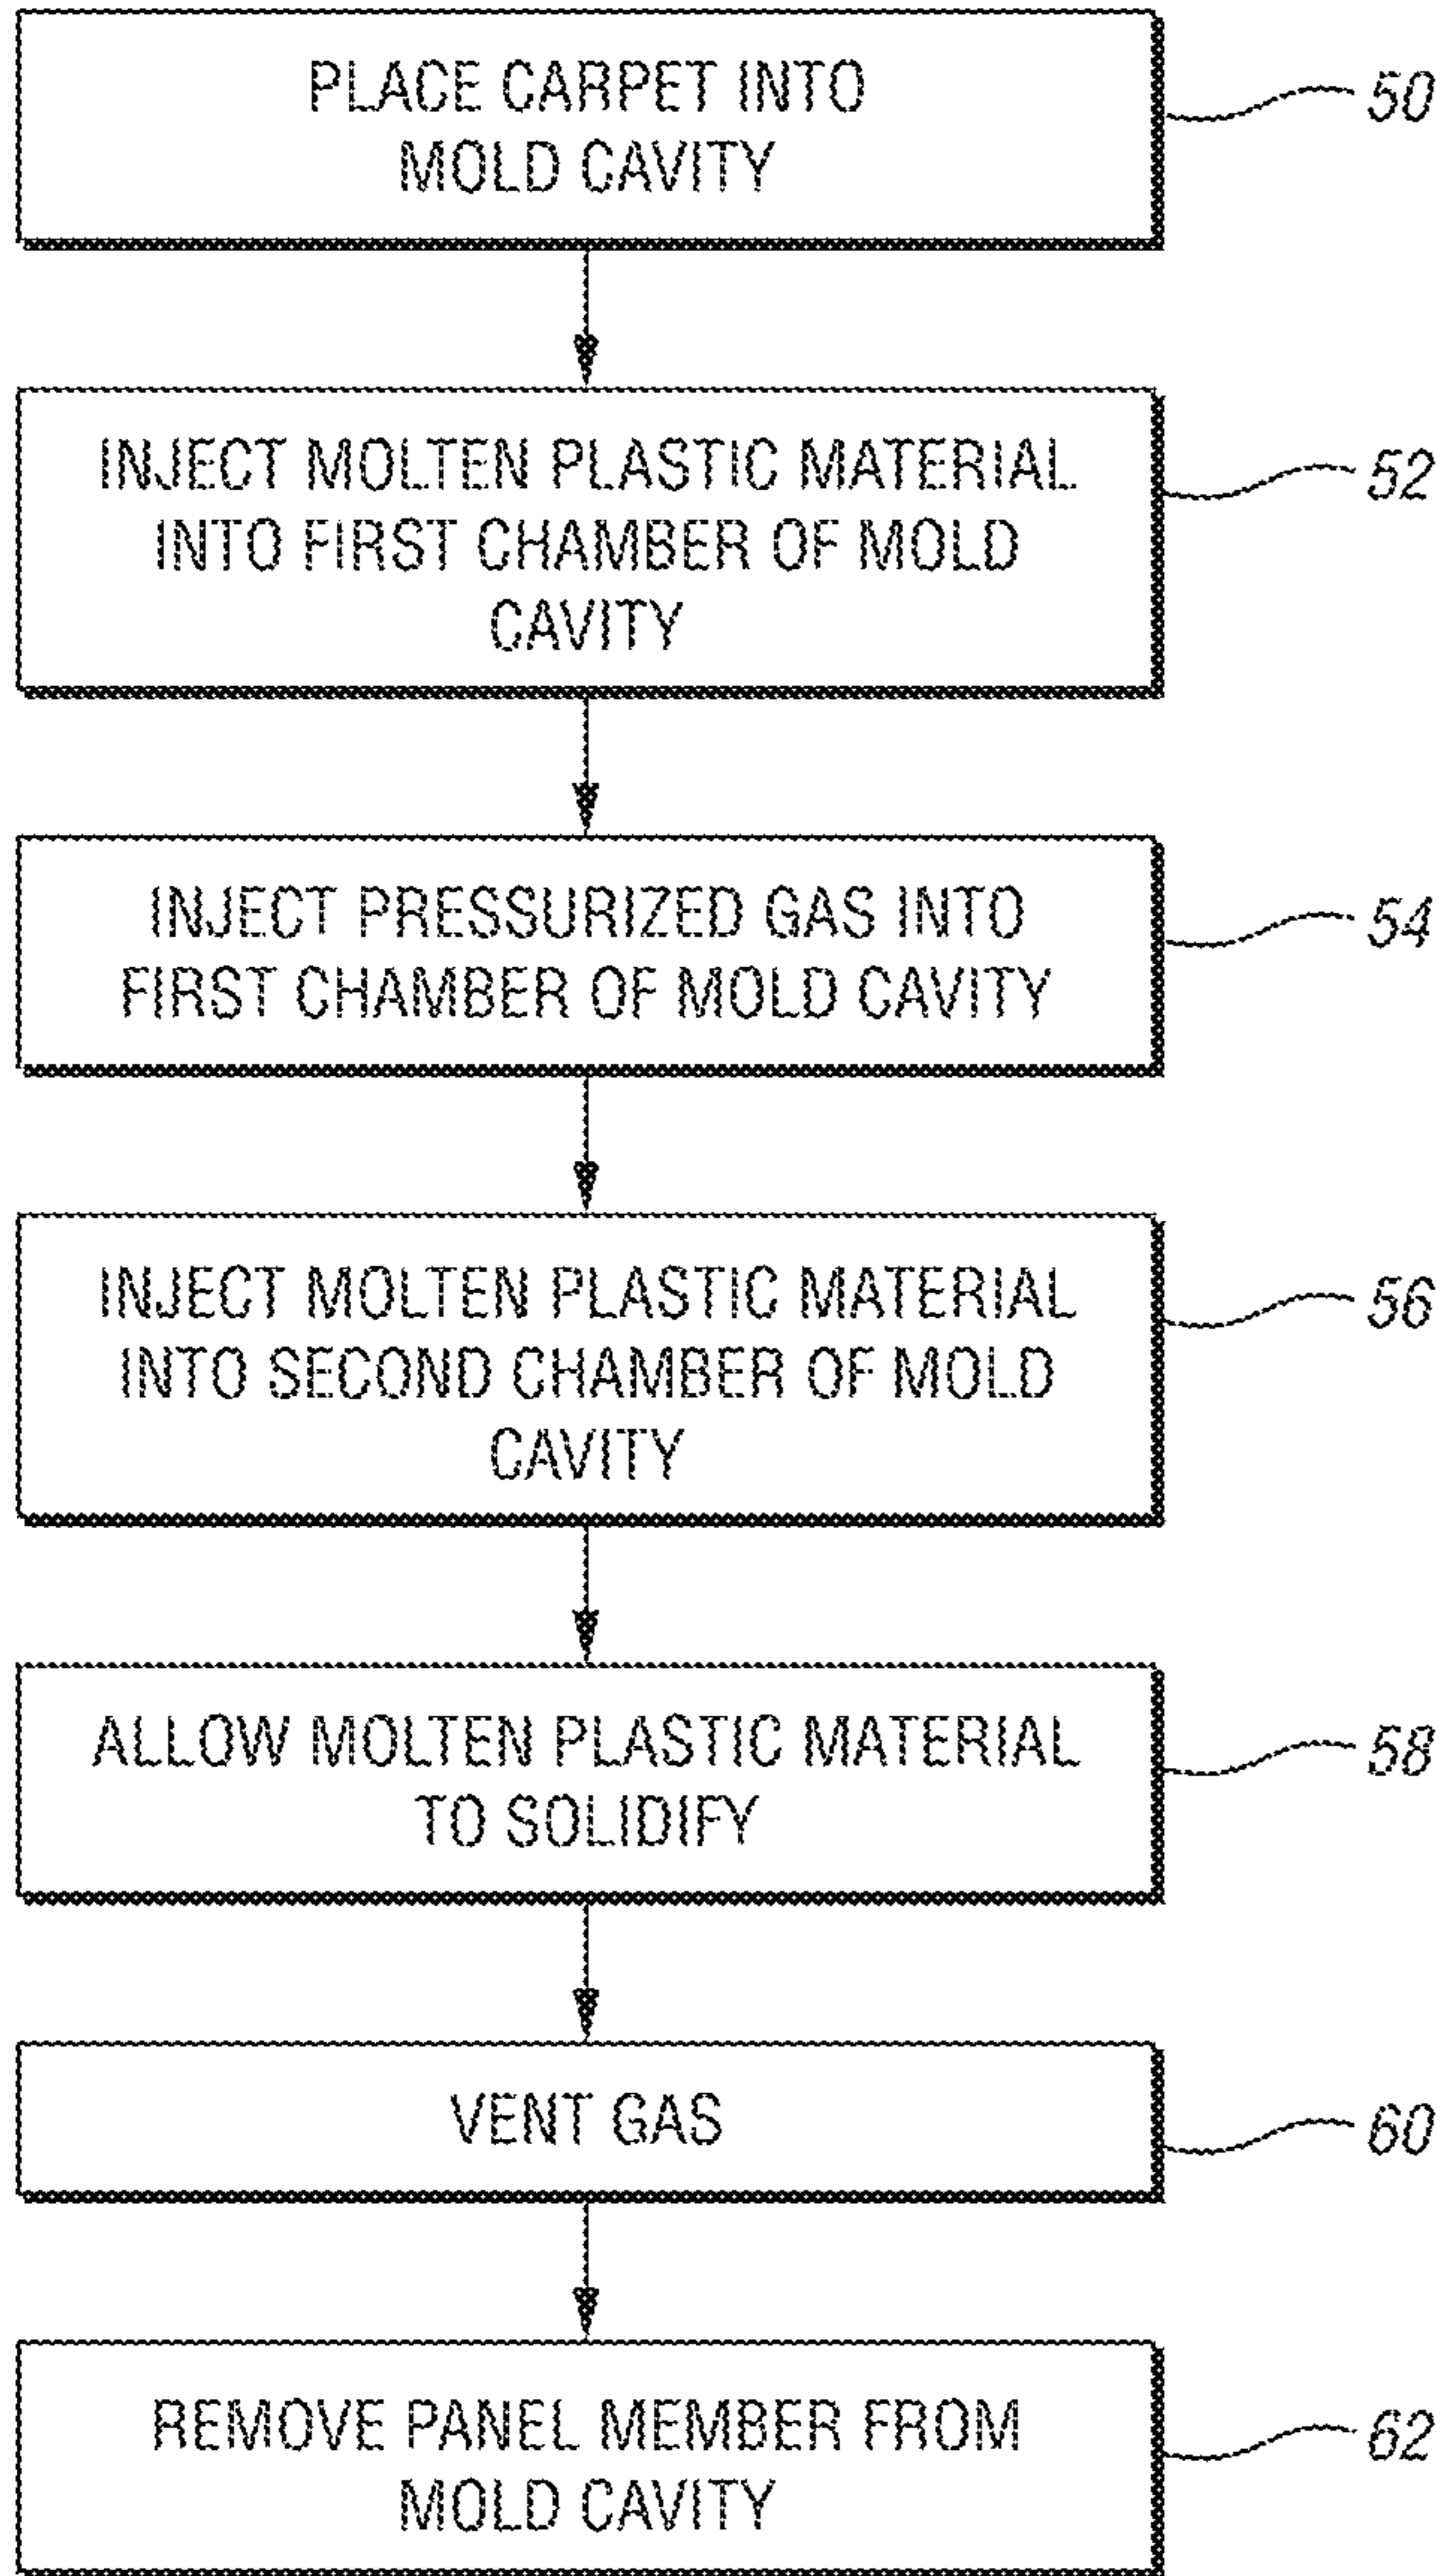 PLACE CARPET INTO
MOLD CAVITY
50
INJECT MOLTEN PLASTIC MATERIAL
INTO FIRST CHAMBER OF MOLD
CAVITY
52
INJECT PRESSURIZED GAS INTO
FIRST CHAMBER OF MOLD CAVITY
54
INJECT MOLTEN PLASTIC MATERIAL
INTO SECOND CHAMBER OF MOLD
CAVITY
56
ALLOW MOLTEN PLASTIC MATERIAL
TO SOLIDIFY
58
VENT GAS
60
REMOVE PANEL MEMBER FROM
MOLD CAVITY
62